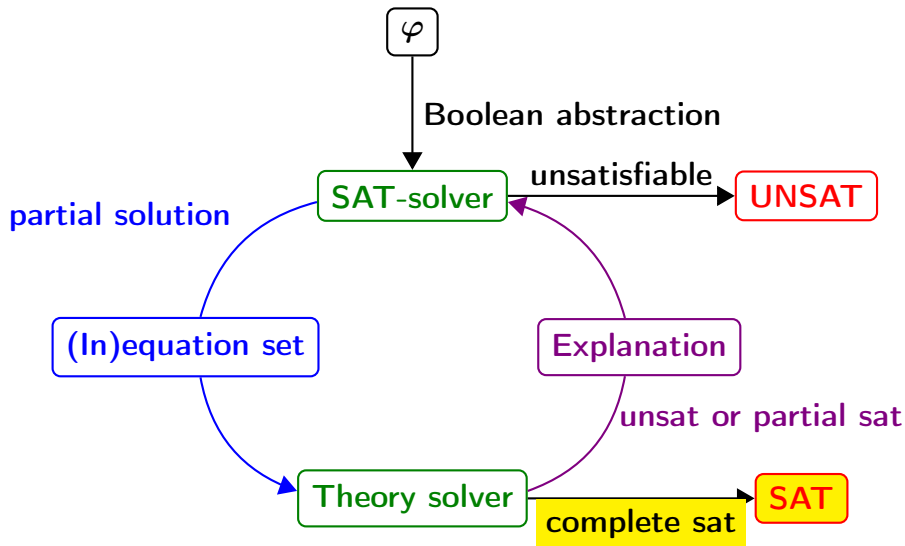 φ
Boolean abstraction
unsatisfiable
SAT-solver
UNSAT
partial solution
(In)equation set
Explanation
unsat or partial sat
Theory solver
SAT
complete sat